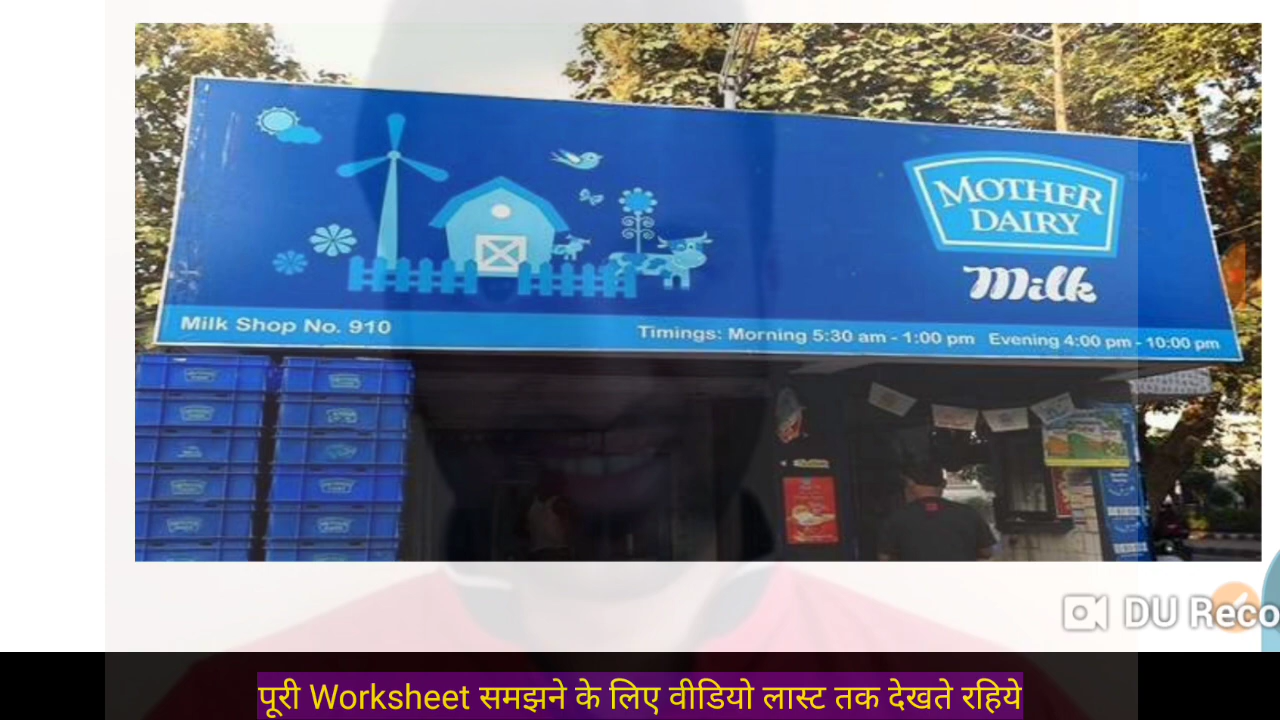 MOTHER
DAIRY
Milk
Milk Shop No. 910
Timings: Morning 5:30 am - 1:00 pm Evening 4:00 pm - 10:00 pm
DU Reco
पूरी Worksheet समझने के लिए वीडियो लास्ट तक देखते रहिये